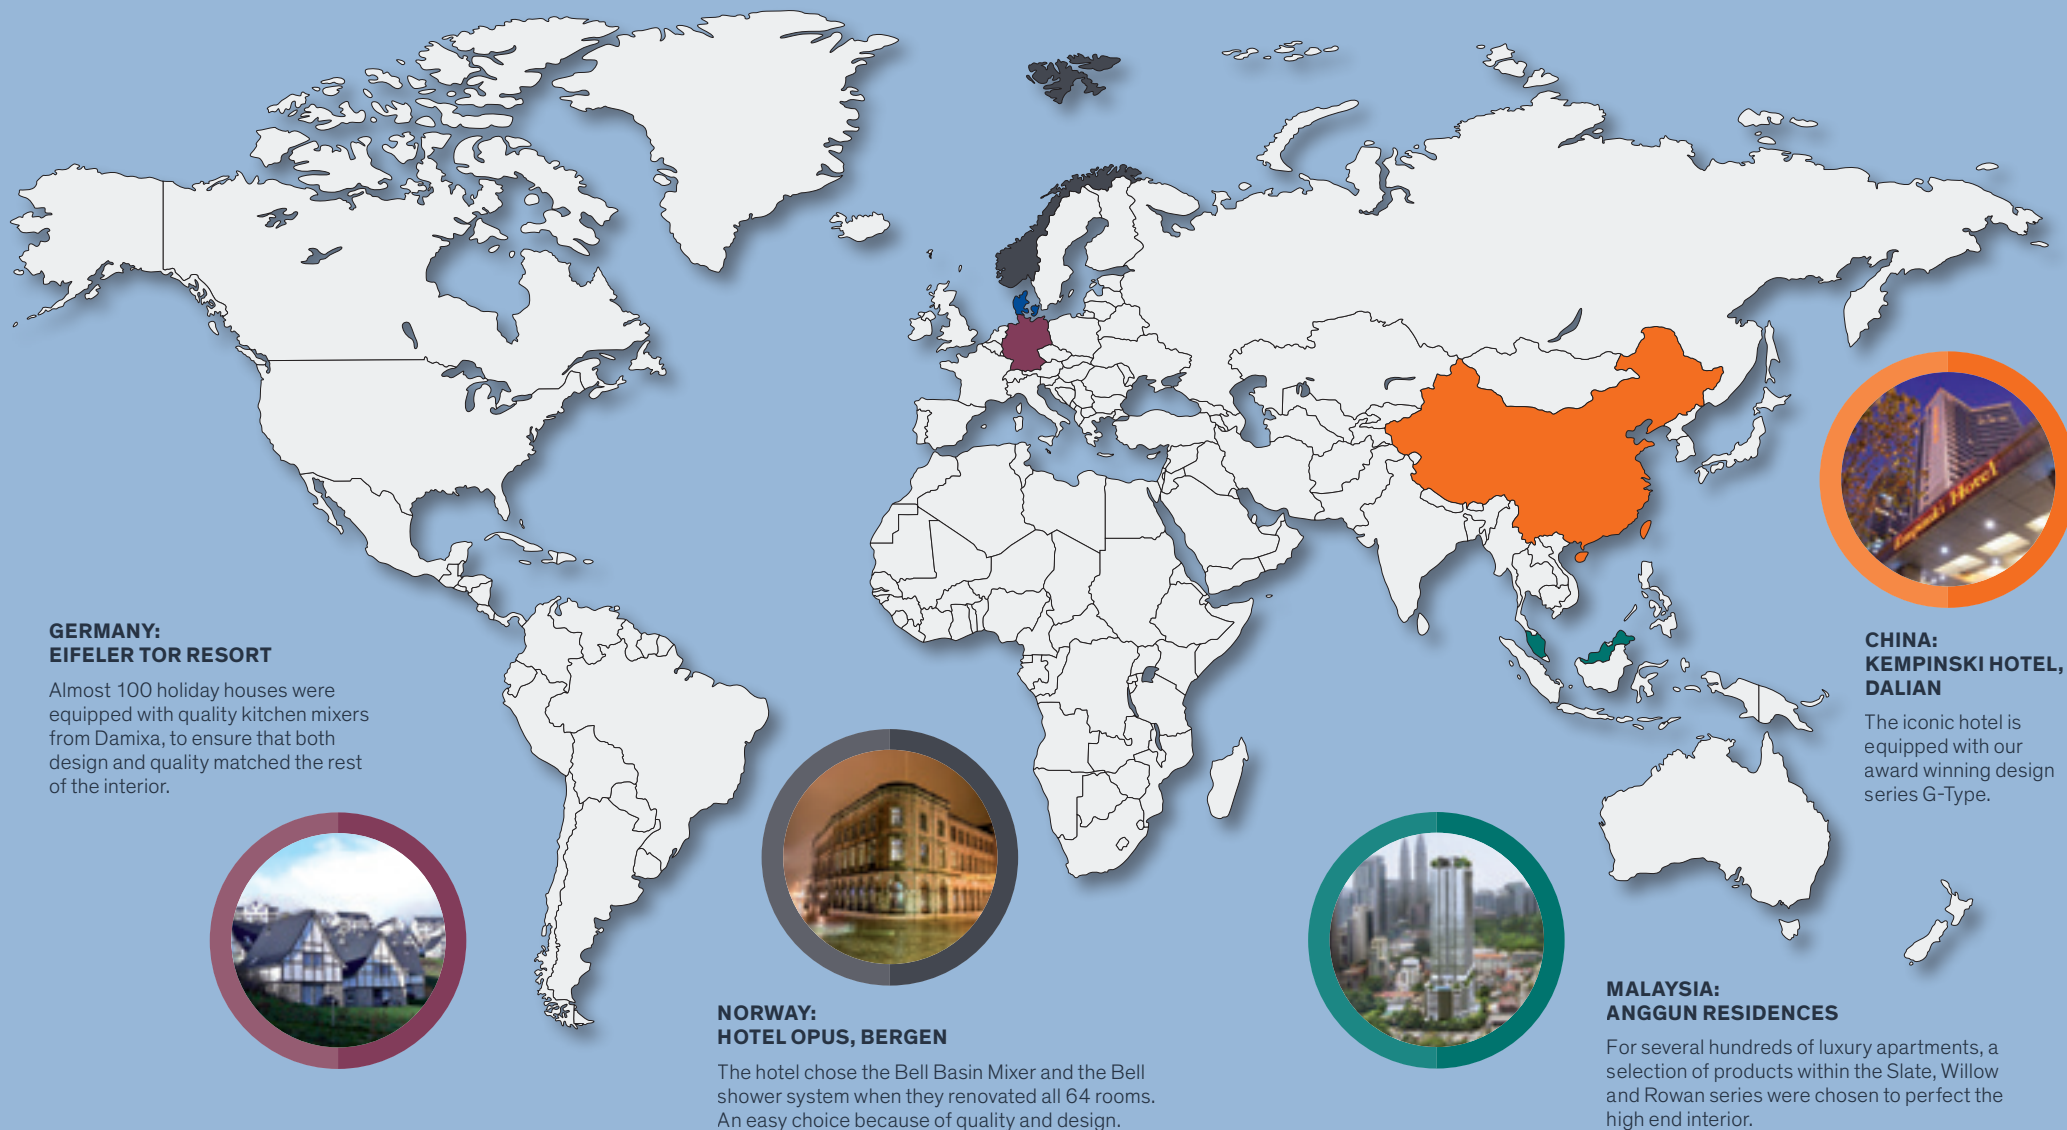 GERMANY:
EIFELER TOR RESORT
Almost 100 holiday houses were
equipped with quality kitchen mixers
from Damixa, to ensure that both
design and quality matched the rest
of the interior.
NORWAY:
HOTEL OPUS, BERGEN
The hotel chose the Bell Basin Mixer and the Bell
shower system when they renovated all 64 rooms.
An easy choice because of quality and design.
MALAYSIA:
ANGGUN RESIDENCES
For several hundreds of luxury apartments, a
selection of products within the Slate, Willow
and Rowan series were chosen to perfect the
high end interior.
Kempinski Hotel
CHINA:
KEMPINSKI HOTEL,
DALIAN
The iconic hotel is
equipped with our
award winning design
series G-Type.